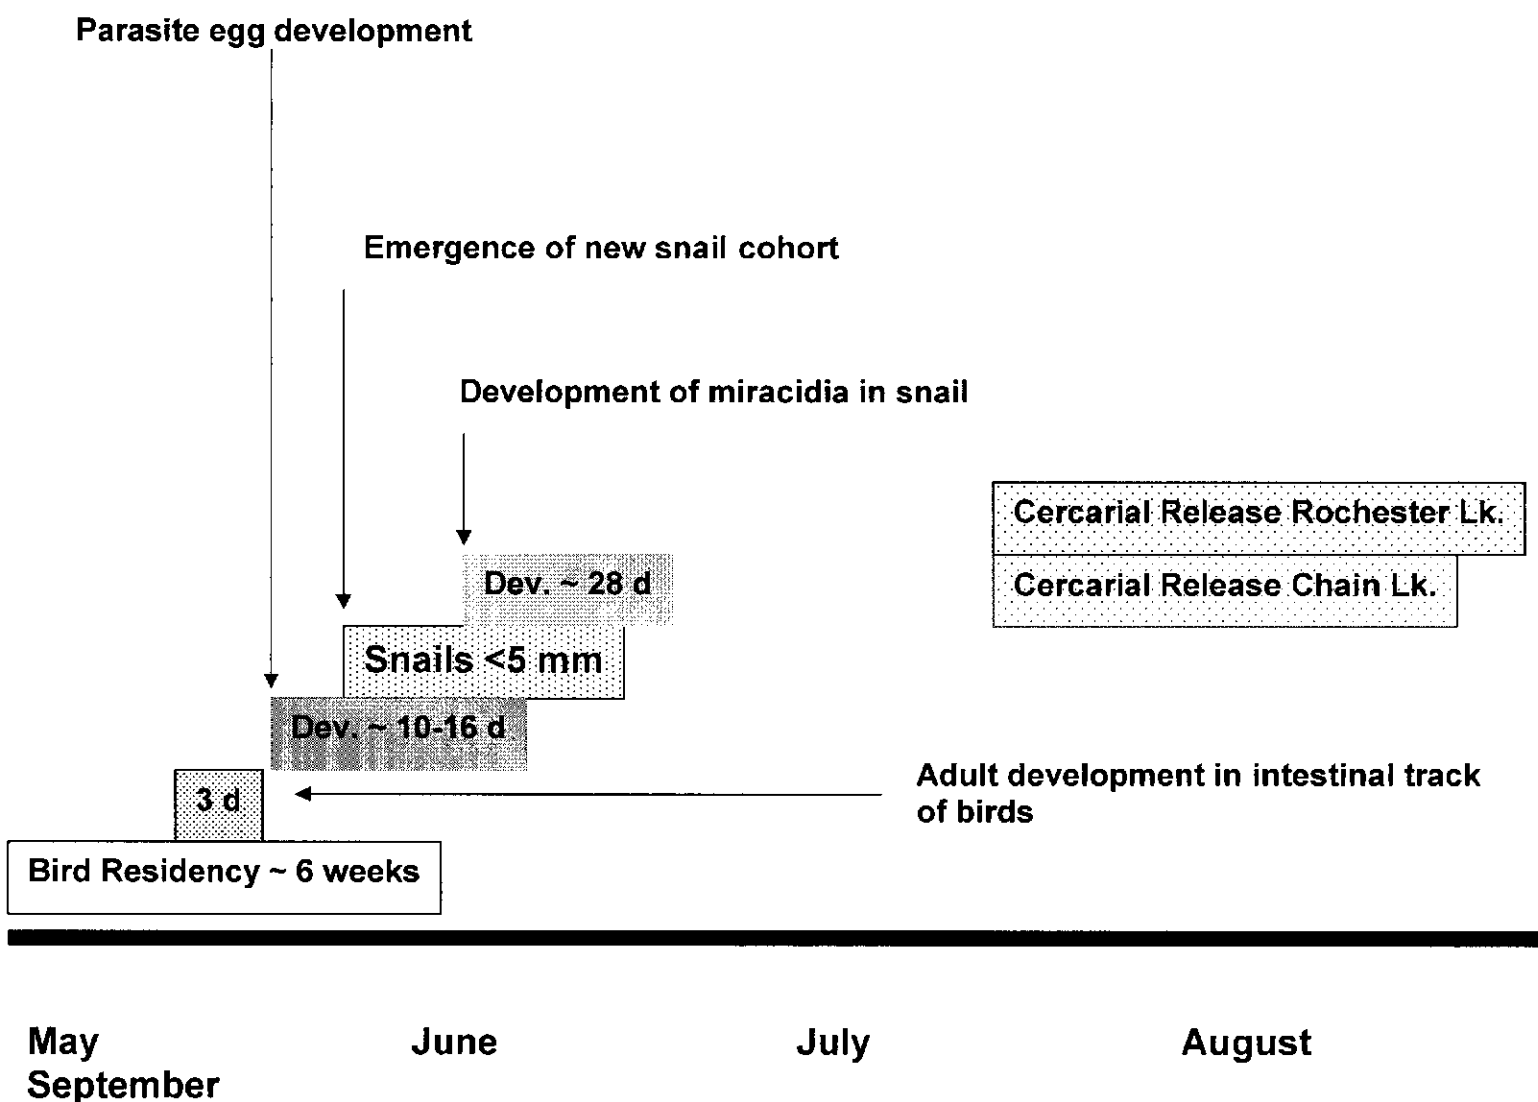 Parasite egg development
Emergence of new snail cohort
Development of miracidia in snail
Cercarial Release Rochester Lk.
Dev. ~ 28 d
Cercarial Release Chain Lk.
Snails <5 mm
Dev. ~ 10-16 d
Adult development in intestinal track
of birds
3 d
Bird Residency ~ 6 weeks
May June July August
September